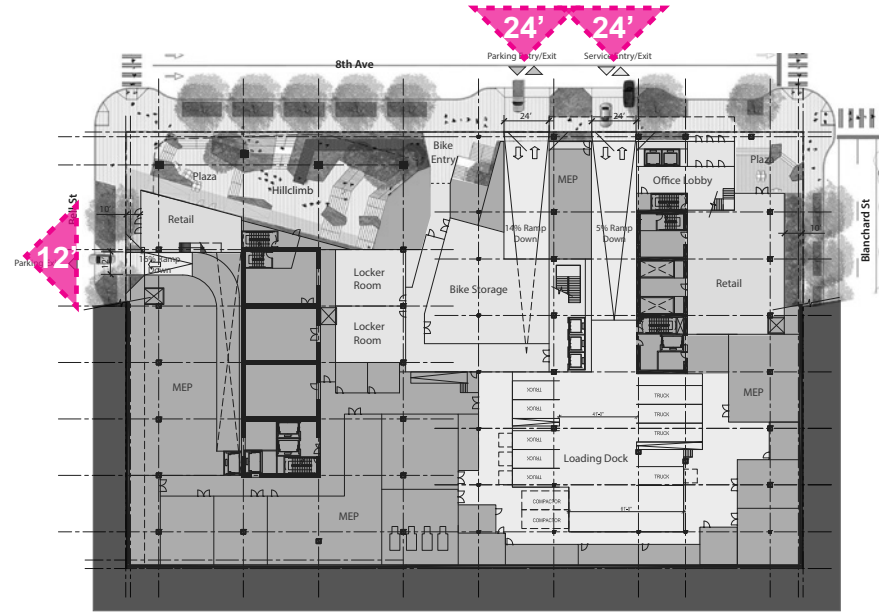 24'
24'
Parking Entry/Exit
Service Entry/Exit
8th Ave
24'
24'
Bike
Entry
Plaza
Hillclimb
MEP
Office Lobby
Plaza
Bell St
10'
Retail
14% Ramp
Down
5% Ramp
Down
10'
Blanchard St
12'
15% Ramp
Down
Locker
Room
Bike Storage
Retail
Locker
Room
MEP
MEP
TRUCK
TRUCK
TRUCK
TRUCK
TRUCK
TRUCK
TRUCK
TRUCK
TRUCK
Loading Dock
TRUCK
COMPACTOR
COMPACTOR
MEP